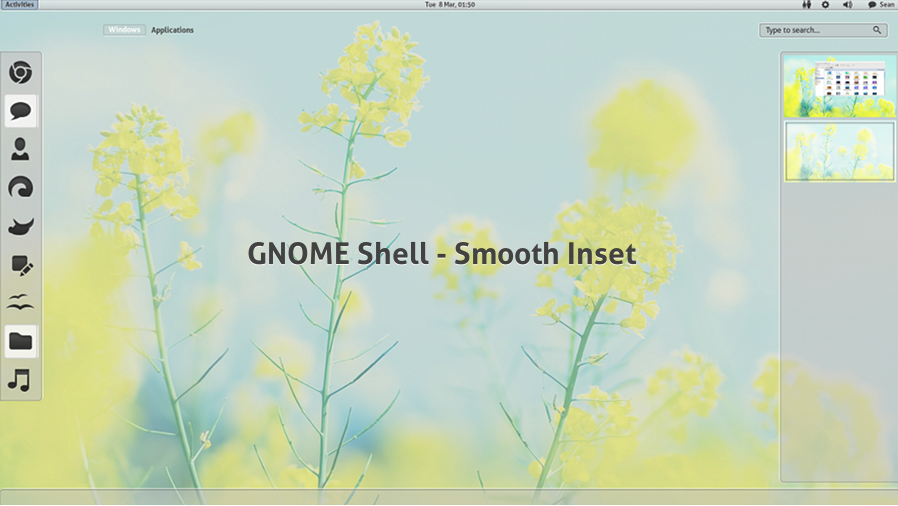 Activities
Tue 8 Mar, 01:50
Sean
Windows
Applications
Type to search...
GNOME Shell - Smooth Inset